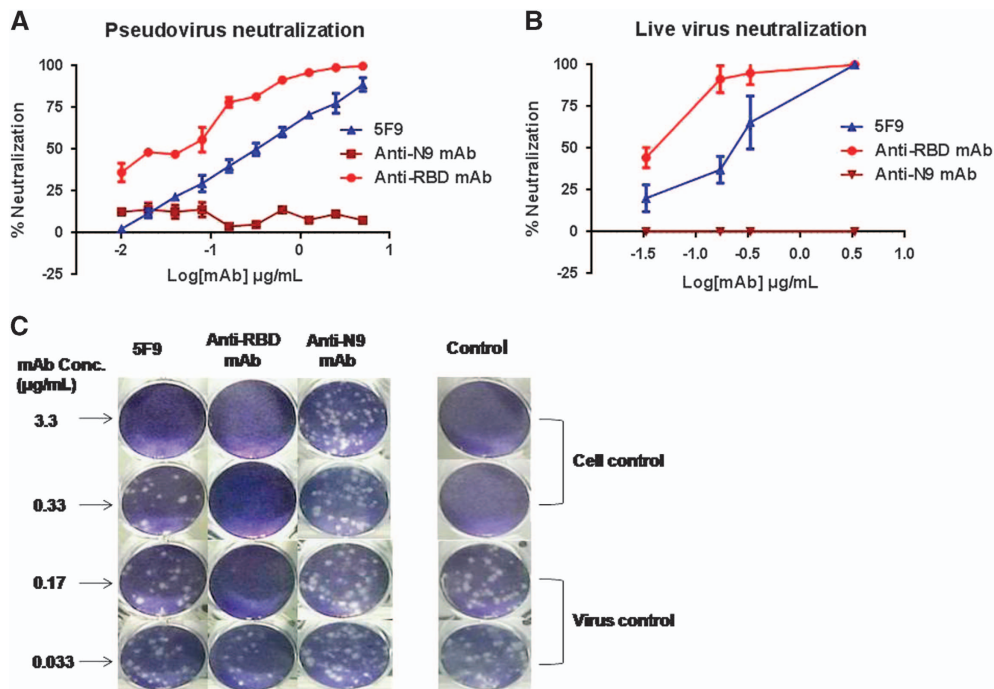 A
Pseudovirus neutralization
% Neutralization
100
75
50
25
0
-25
-2
-1
0
1
Log[mAb] µg/mL
5F9
Anti-N9 mAb
Anti-RBD mAb
B
Live virus neutralization
% Neutralization
100
75
50
25
0
-25
-1.5
-1.0
-0.5
0.0
0.5
1.0
Log[mAb] µg/mL
5F9
Anti-RBD mAb
Anti-N9 mAb
C
mAb Conc.
(µg/mL)
5F9
Anti-RBD
mAb
Anti-N9
mAb
Control
3.3
0.33
0.17
0.033
Cell control
Virus control